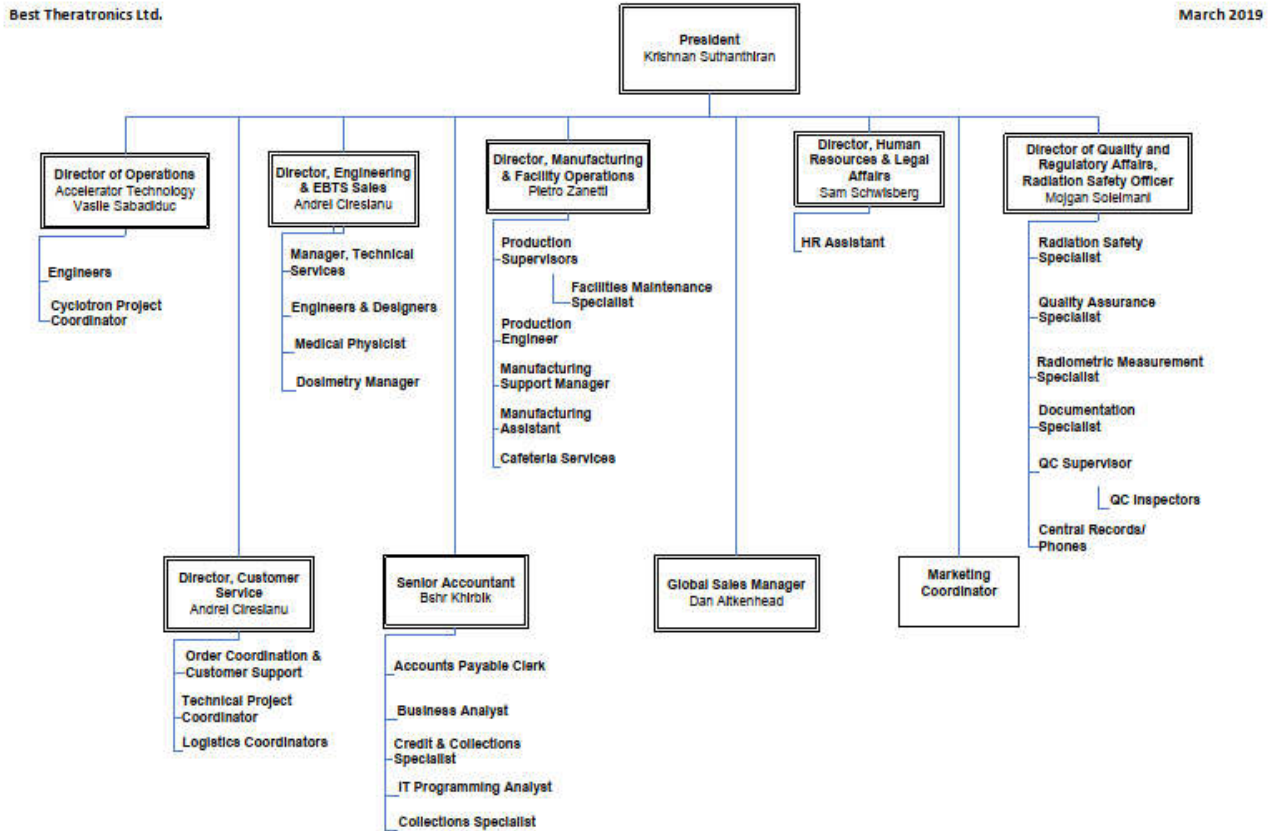 Best Theratronics Ltd.
March 2019
President
Krishnan Suthanthiran
Director of Operations
Accelerator Technology
Vasile Sabadiduc
Engineers
Cyclotron Project
Coordinator
Director, Engineering
& EBTS Sales
Andrei Ciresianu
Manager, Technical
Services
Engineers & Designers
Medical Physicist
Dosimetry Manager
Director, Manufacturing
& Facility Operations
Pietro Zanetti
Production
Supervisors
Facilities Maintenance
Specialist
Production
Engineer
Manufacturing
Support Manager
Manufacturing
Assistant
Cafeteria Services
Director, Human
Resources & Legal
Affairs
Sam Schwisberg
HR Assistant
Director of Quality and
Regulatory Affairs,
Radiation Safety Officer
Mojgan Soleimani
Radiation Safety
Specialist
Quality Assurance
Specialist
Radiometric Measurement
Specialist
Documentation
Specialist
QC Supervisor
QC Inspectors
Central Records/
Phones
Director, Customer
Service
Andrei Ciresianu
Order Coordination &
Customer Support
Technical Project
Coordinator
Logistics Coordinators
Senior Accountant
Bshr Khirbik
Accounts Payable Clerk
Business Analyst
Credit & Collections
Specialist
IT Programming Analyst
Collections Specialist
Global Sales Manager
Dan Aitkenhead
Marketing
Coordinator